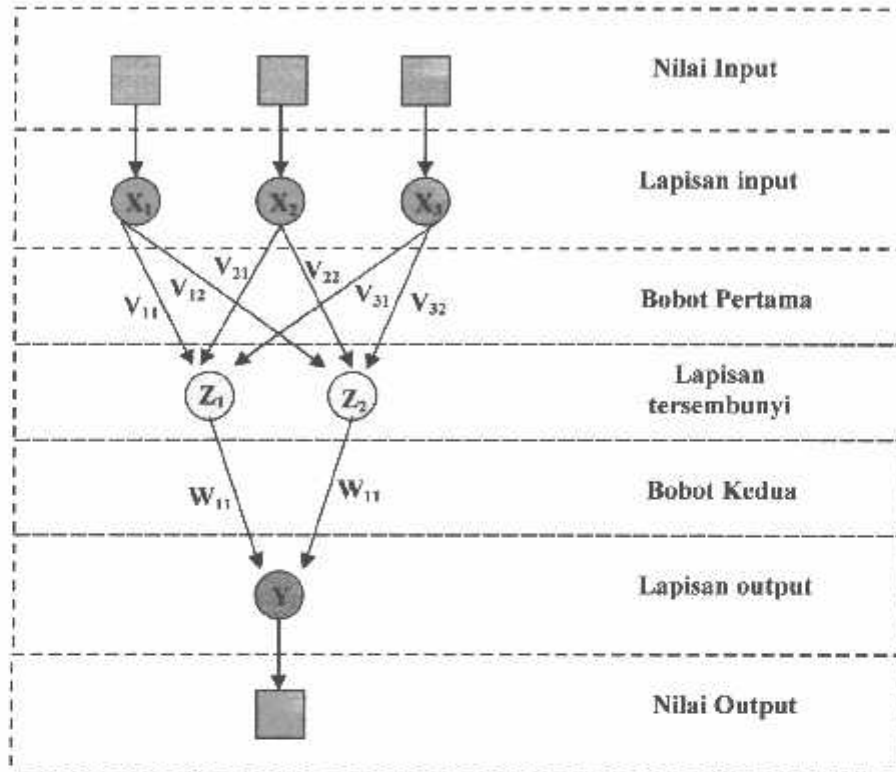 Nilai Input
X1 X2 X3
Lapisan input
V11 V12 V21 V22 V31 V32
Bobot Pertama
Z1 Z2
Lapisan
tersembunyi
W11 W11
Bobot Kedua
Y
Lapisan output
Nilai Output